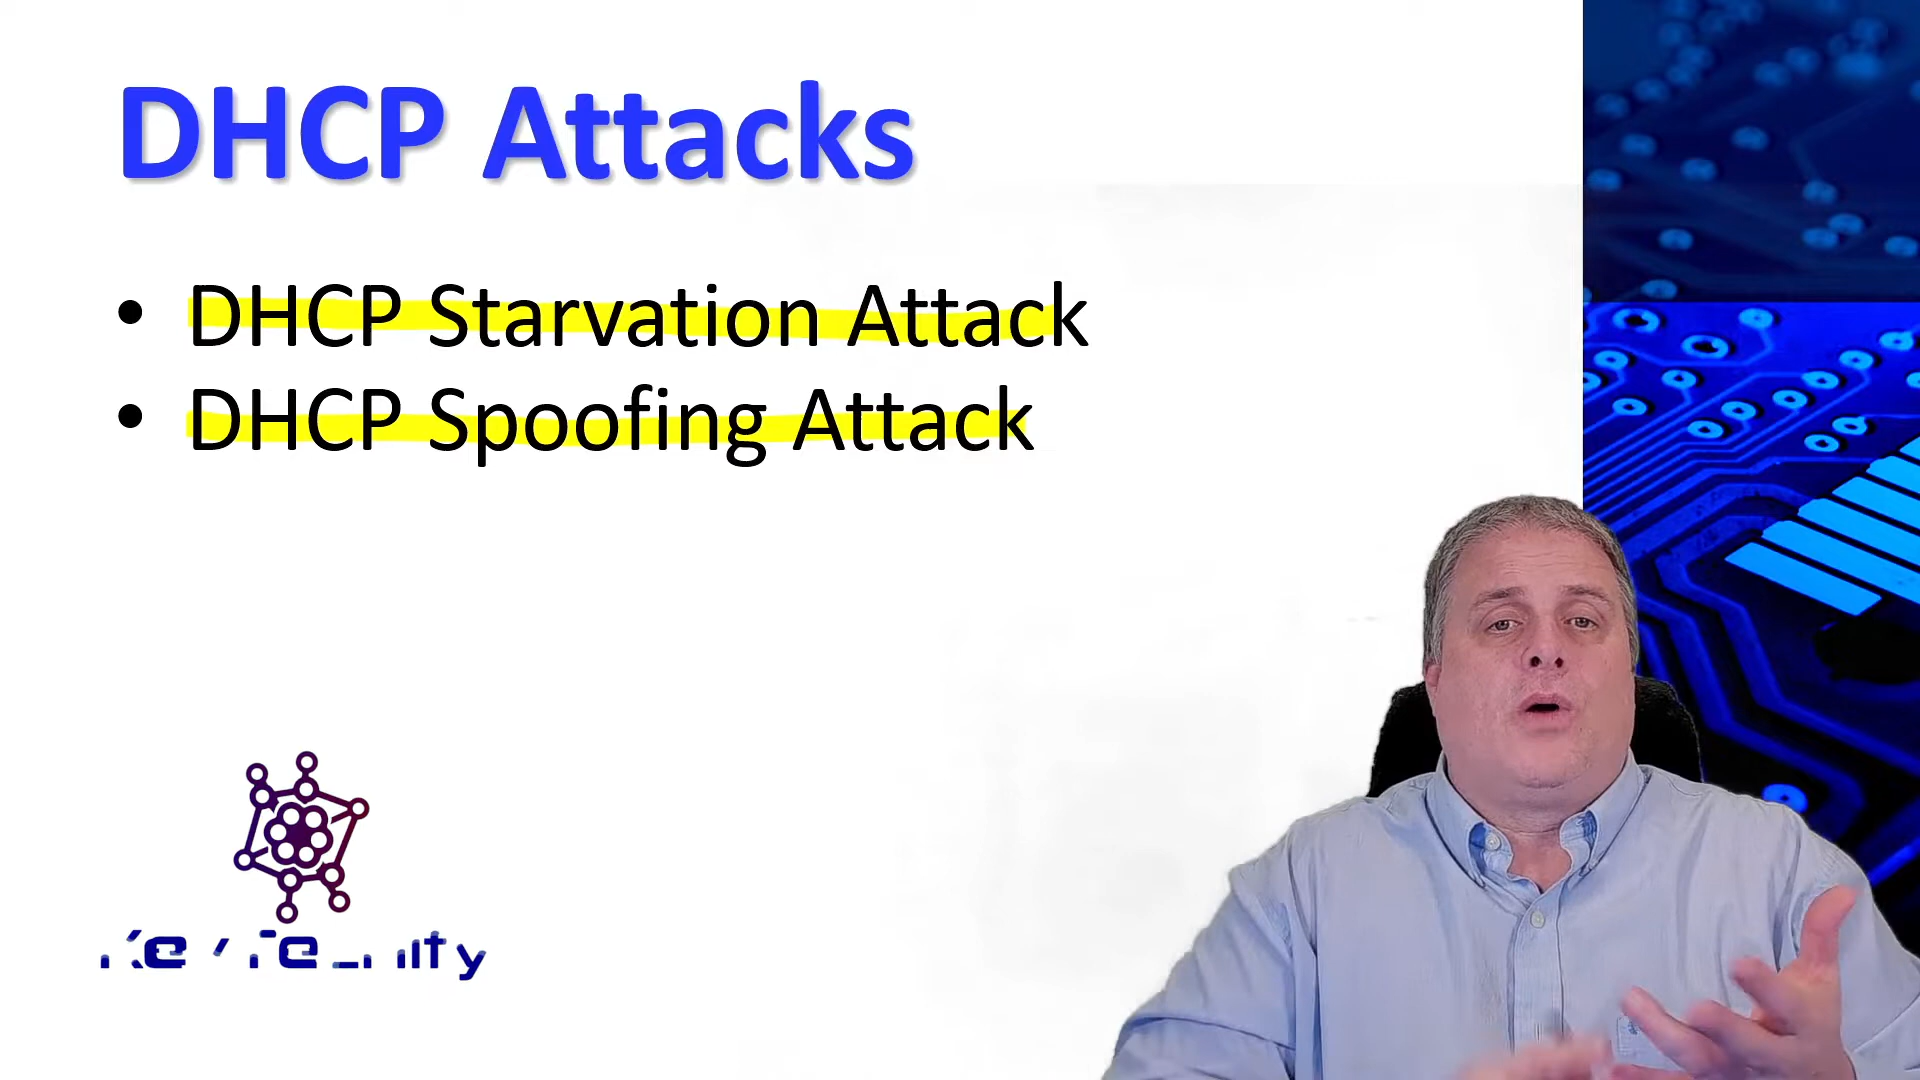 DHCP Attacks
• DHCP Starvation Attack
• DHCP Spoofing Attack